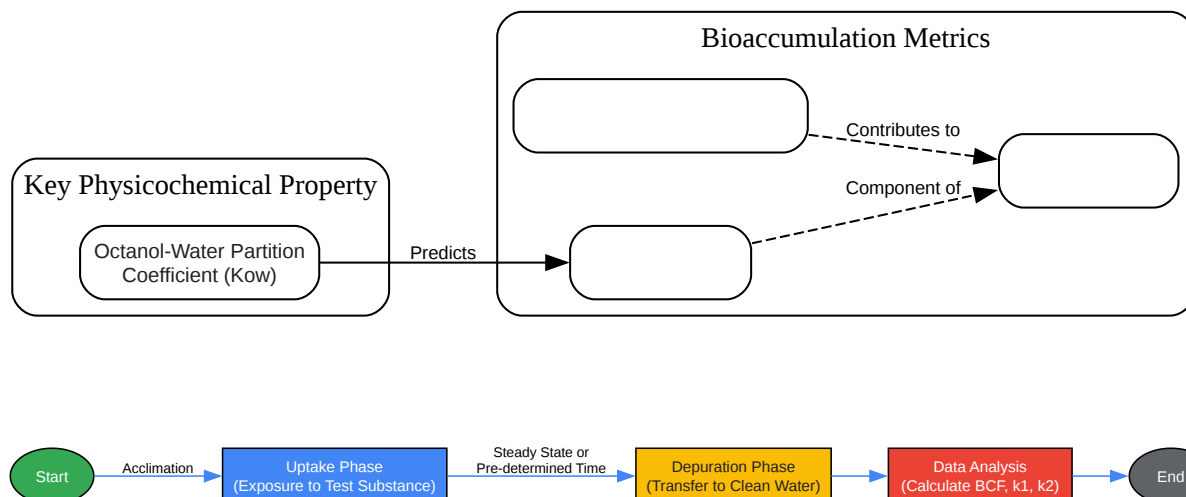 Bioaccumulation Metrics
Contributes to
Key Physicochemical Property
Component of
Octanol-Water Partition
Coefficient (Kow)
Predicts
Start
Acclimation
Uptake Phase
(Exposure to Test Substance)
Steady State or
Pre-determined Time
Depuration Phase
(Transfer to Clean Water)
Data Analysis
(Calculate BCF, k1, k2)
End